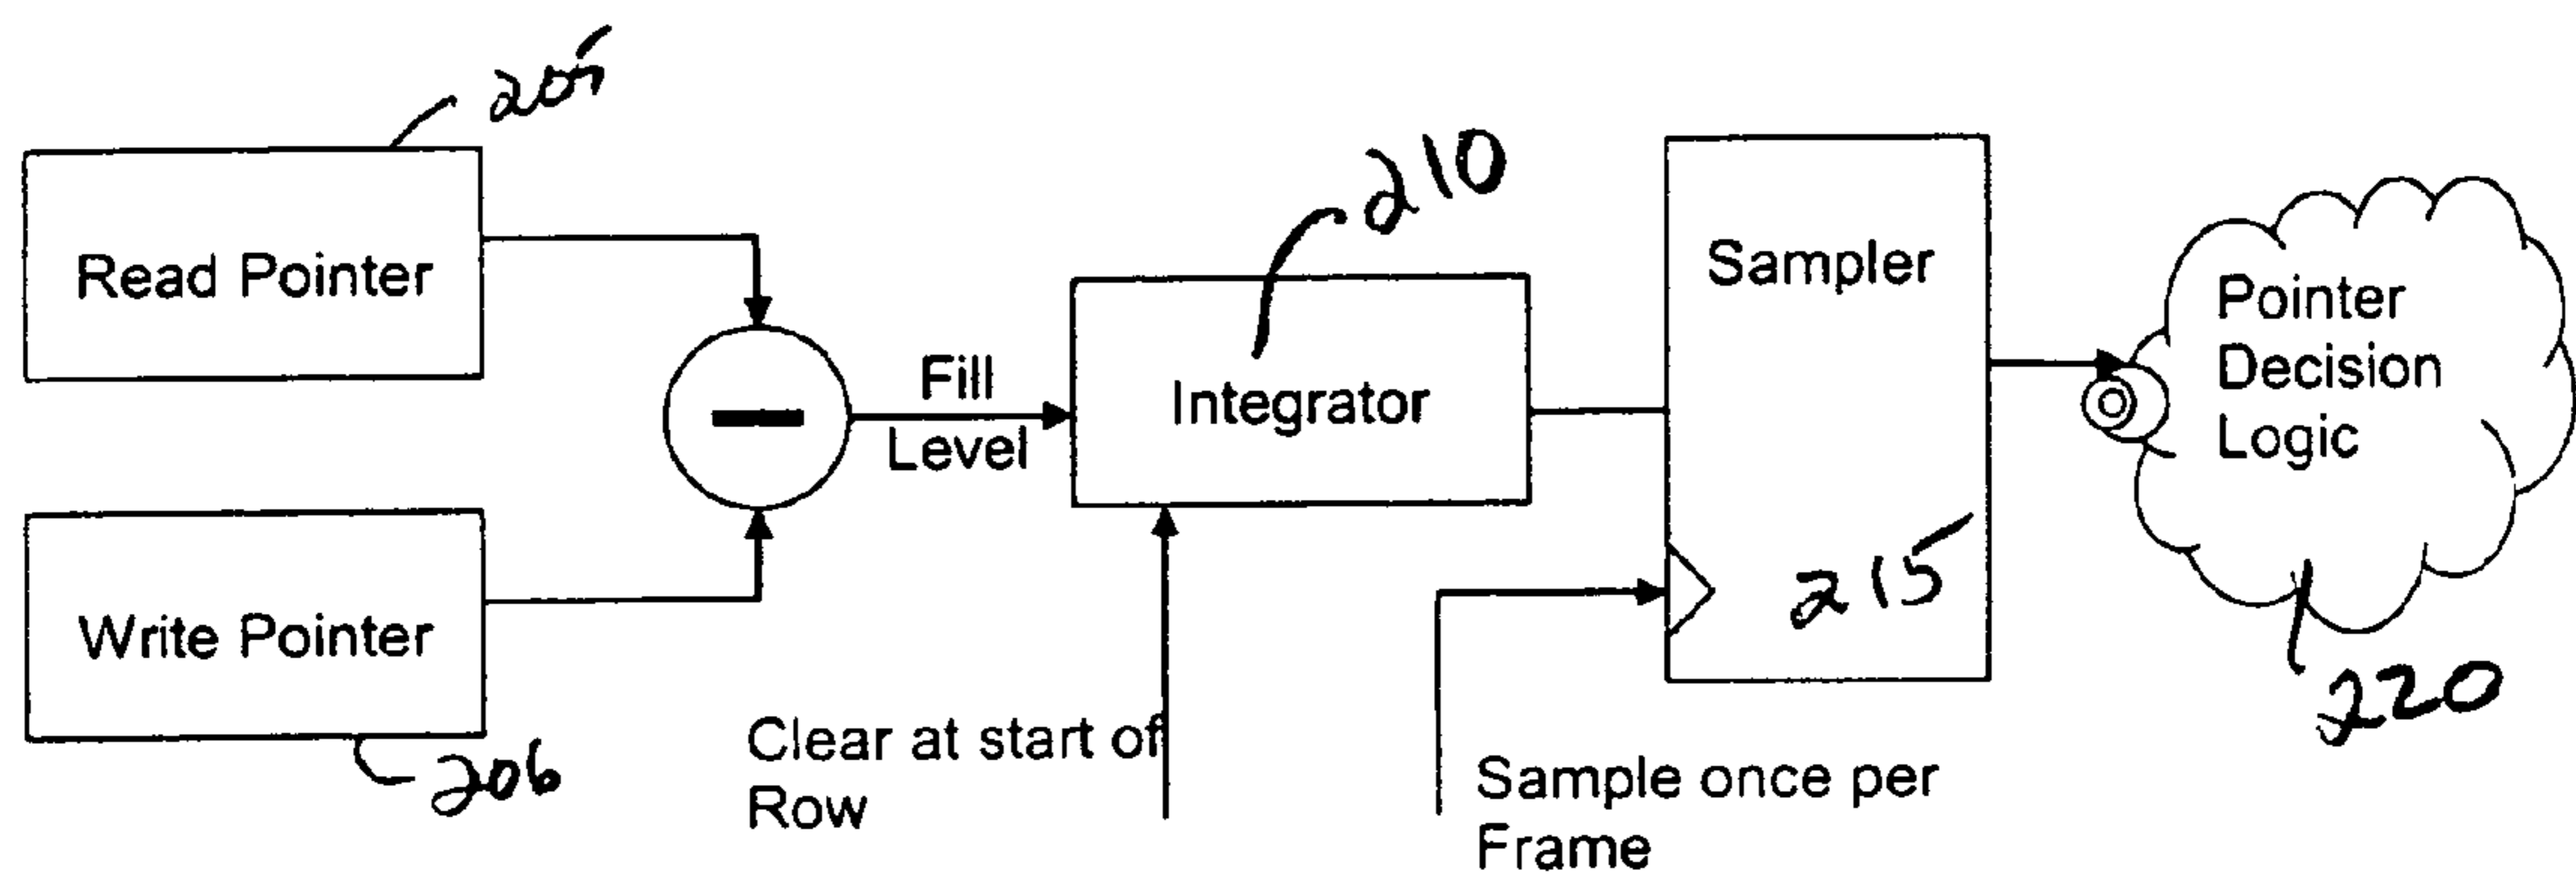 205
Read Pointer
210
Sampler
Pointer
Decision
Logic
Fill
Level
Integrator
Write Pointer
215
220
206
Clear at start of
Row
Sample once per
Frame